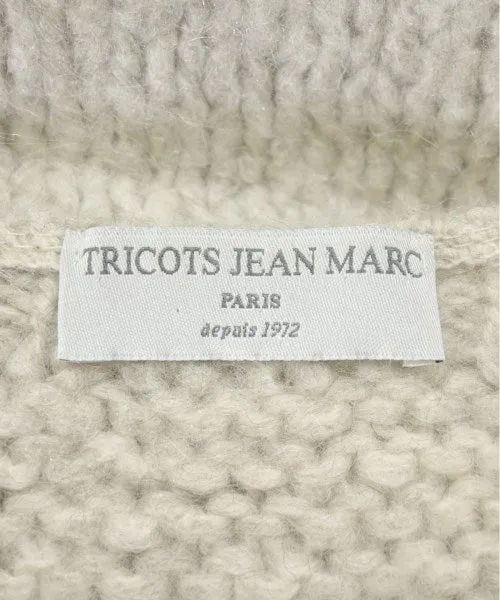 TRICOTS JEAN MARC
PARIS
depuis 1972